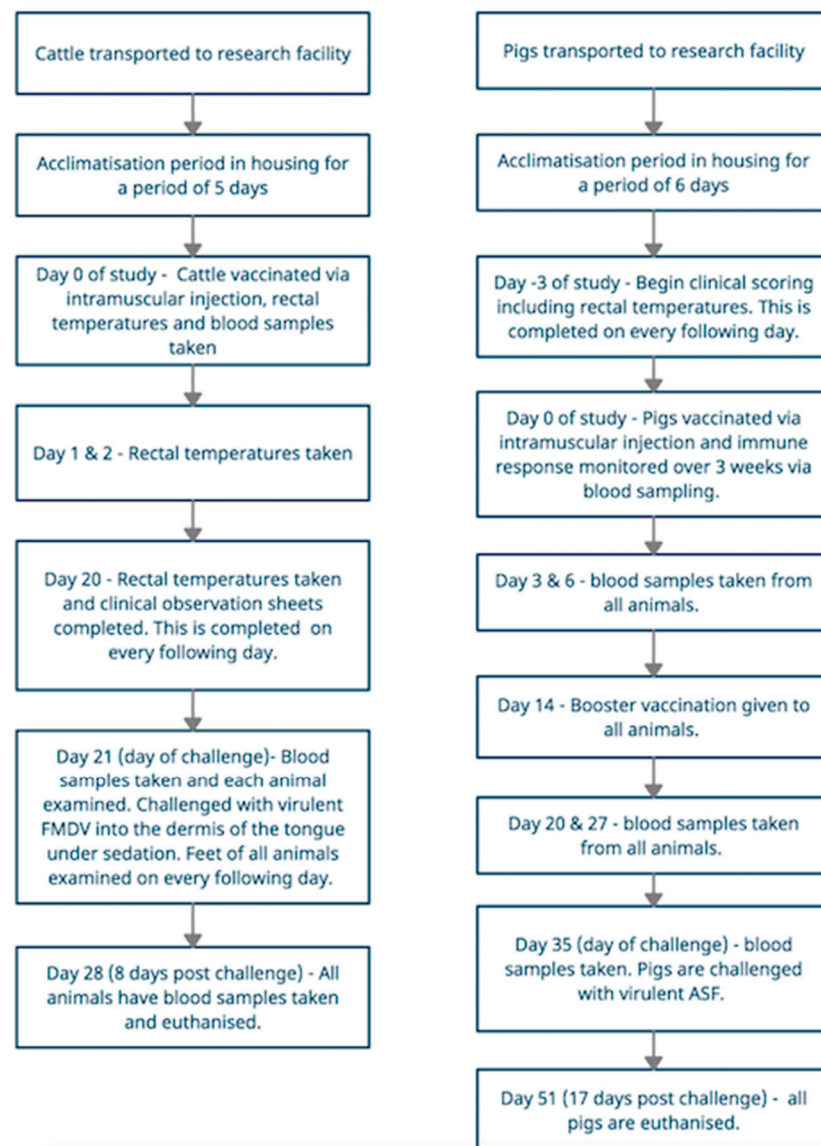 Cattle transported to research facility
Acclimatisation period in housing for
a period of 5 days
Day 0 of study -  Cattle vaccinated via
intramuscular injection, rectal
temperatures and blood samples
taken
Day 1 & 2 - Rectal temperatures taken
Day 20 - Rectal temperatures taken
and clinical observation sheets
completed. This is completed  on
every following day.
Day 21 (day of challenge)- Blood
samples taken and each animal
examined. Challenged with virulent
FMDV into the dermis of the tongue
under sedation. Feet of all animals
examined on every following day.
Day 28 (8 days post challenge) - All
animals have blood samples taken
and euthanised.
Pigs transported to research facility
Acclimatisation period in housing for
a period of 6 days
Day -3 of study - Begin clinical scoring
including rectal temperatures. This is
completed on every following day.
Day 0 of study - Pigs vaccinated via
intramuscular injection and immune
response monitored over 3 weeks via
blood sampling.
Day 3 & 6 - blood samples taken from
all animals.
Day 14 - Booster vaccination given to
all animals.
Day 20 & 27 - blood samples taken
from all animals.
Day 35 (day of challenge) - blood
samples taken. Pigs are challenged
with virulent ASF.
Day 51 (17 days post challenge) -  all
pigs are euthanised.